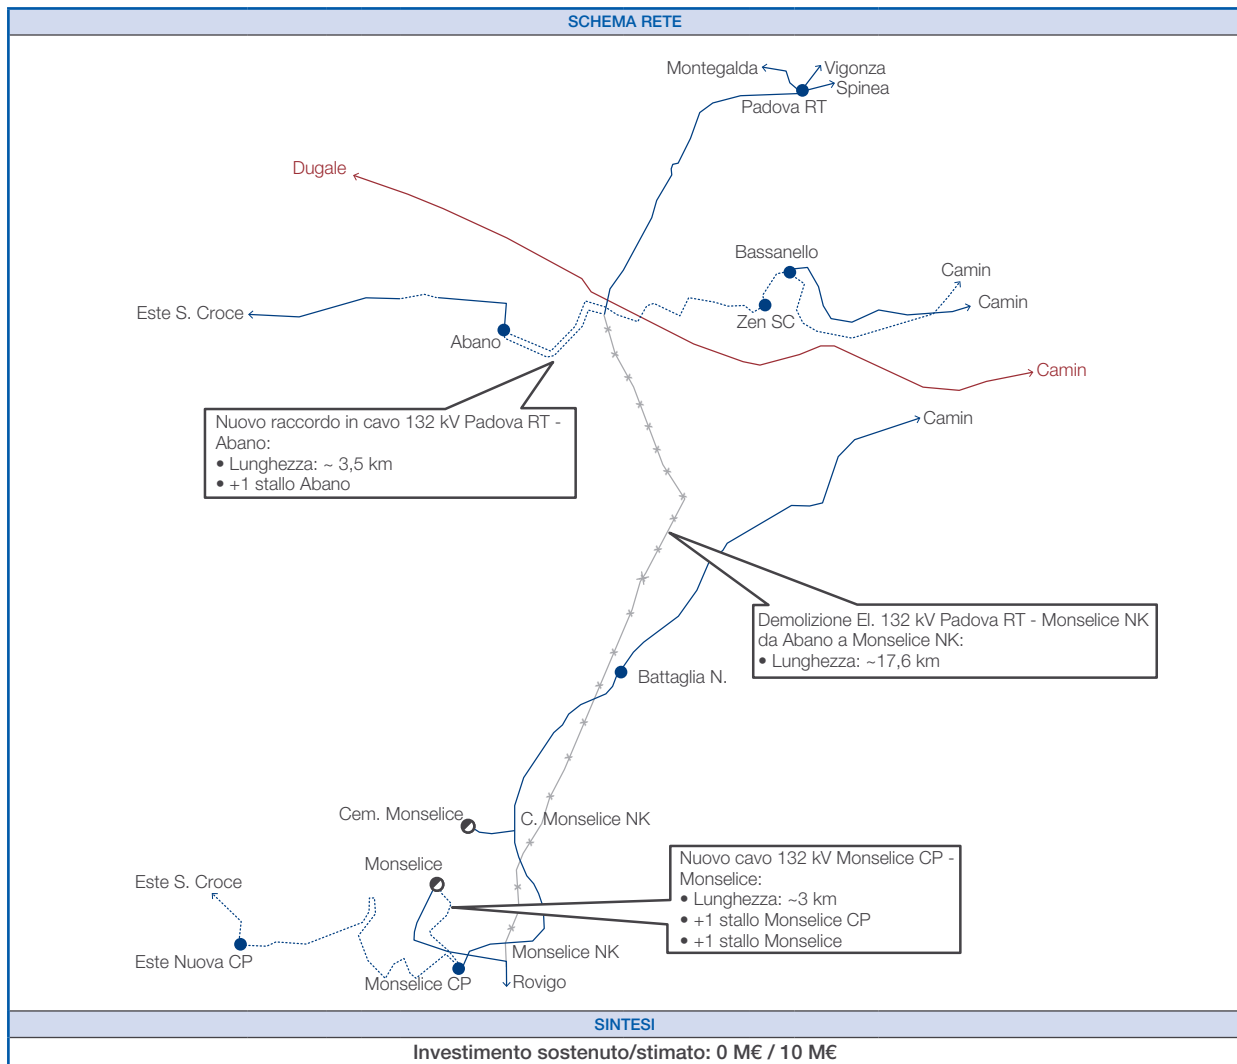 SCHEMA RETE
Montegalda
Vigonza
Spinea
Padova RT
Dugale
Bassanello
Camin
Este S. Croce
Camin
Zen SC
Abano
Camin
Nuovo raccordo in cavo 132 kV Padova RT -
Abano:
• Lunghezza: ~ 3,5 km
• +1 stallo Abano
Camin
Demolizione El. 132 kV Padova RT - Monselice NK
da Abano a Monselice NK:
• Lunghezza: ~17,6 km
Battaglia N.
Cem. Monselice
C. Monselice NK
Monselice
Nuovo cavo 132 kV Monselice CP -
Monselice:
• Lunghezza: ~3 km
• +1 stallo Monselice CP
• +1 stallo Monselice
Este S. Croce
Este Nuova CP
Monselice NK
Monselice CP
Rovigo
SINTESI
Investimento sostenuto/stimato: 0 M€ / 10 M€